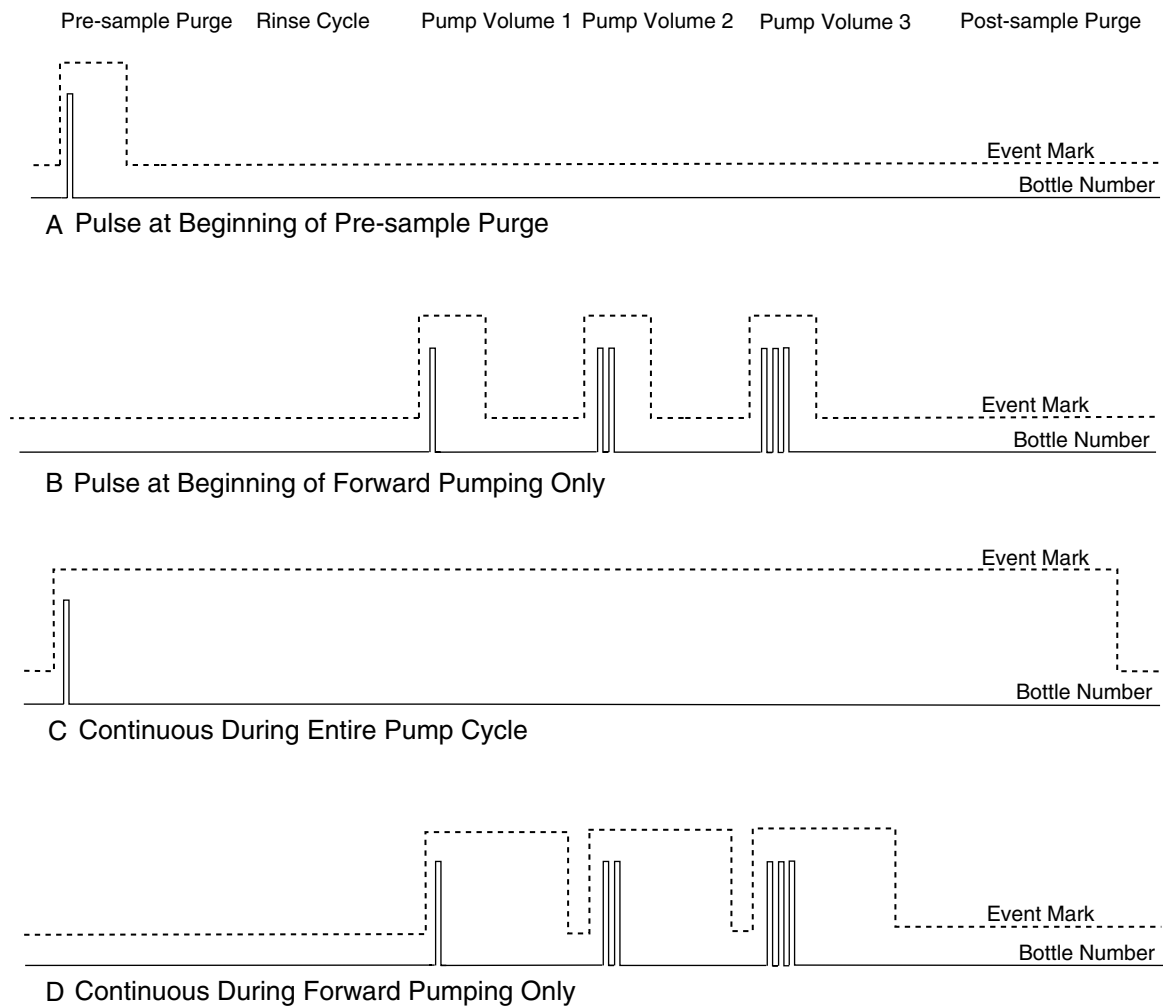 Pre-sample Purge Rinse Cycle Pump Volume 1 Pump Volume 2 Pump Volume 3 Post-sample Purge
Event Mark
Bottle Number
A Pulse at Beginning of Pre-sample Purge
Event Mark
Bottle Number
B Pulse at Beginning of Forward Pumping Only
Event Mark
Bottle Number
C Continuous During Entire Pump Cycle
Event Mark
Bottle Number
D Continuous During Forward Pumping Only